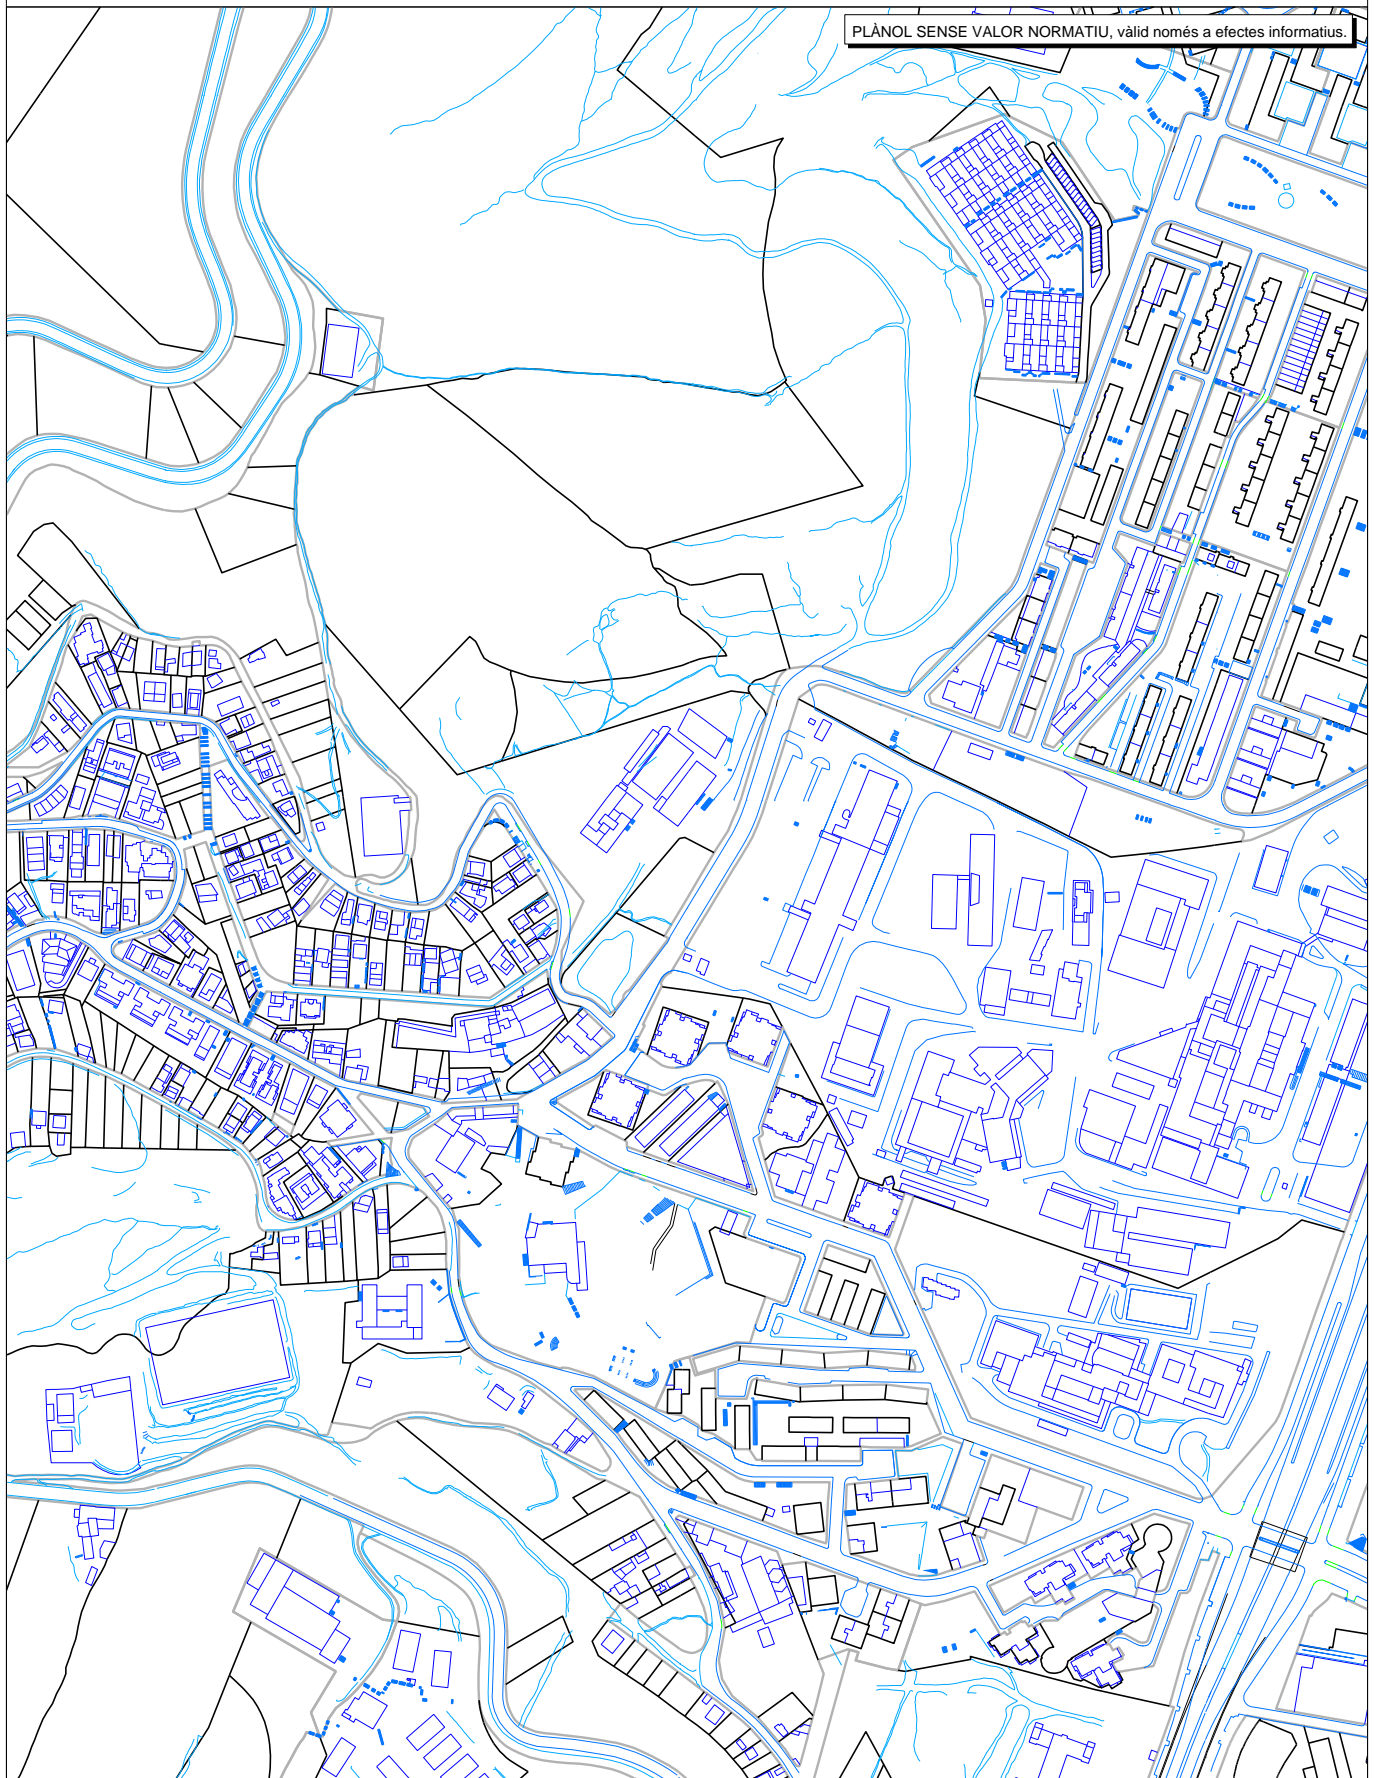 PLÀNOL SENSE VALOR NORMATIU, vàlid només a efectes informatius.